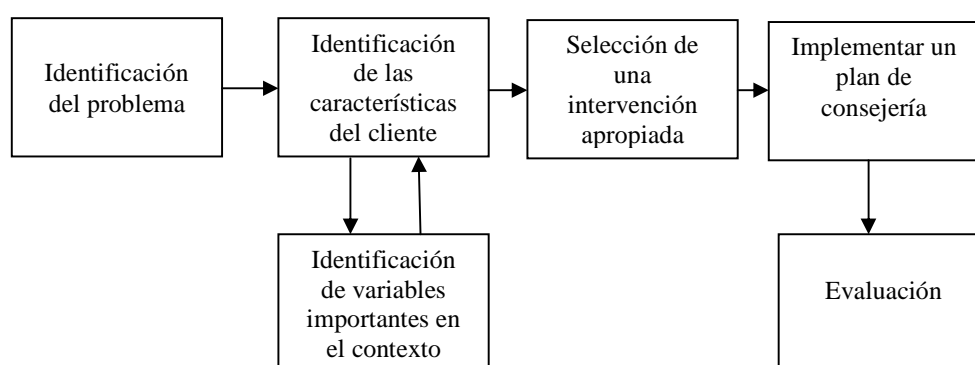 Identificación
del problema
Identificación
de las
características
del cliente
Selección de
una
intervención
apropiada
Implementar un
plan de
consejería
Identificación
de variables
importantes en
el contexto
Evaluación